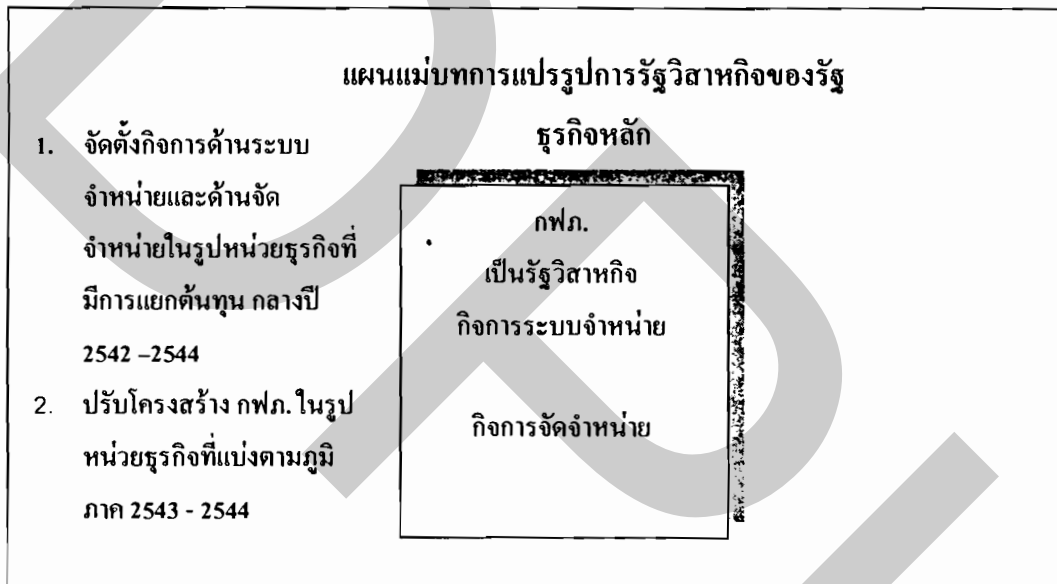 แผนแม่บทการแปรรูปการรัฐวิสาหกิจของรัฐ
ธุรกิจหลัก
1. จัดตั้งกิจการด้านระบบ
จำหน่ายและด้านจัด
จำหน่ายในรูปหน่วยธุรกิจที่
มีการแยกต้นทุน กลางปี
2542 –2544
2. ปรับโครงสร้าง กฟภ. ในรูป
หน่วยธุรกิจที่แบ่งตามภูมิ
ภาค 2543 - 2544
กฟภ.
เป็นรัฐวิสาหกิจ
กิจการระบบจำหน่าย
กิจการจัดจำหน่าย